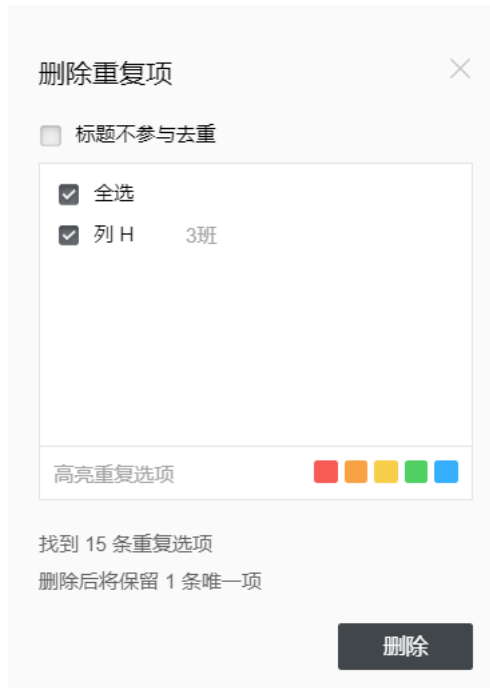 删除重复项
标题不参与去重
全选
列 H 3班
高亮重复选项
找到 15 条重复选项
删除后将保留 1 条唯一项
删除